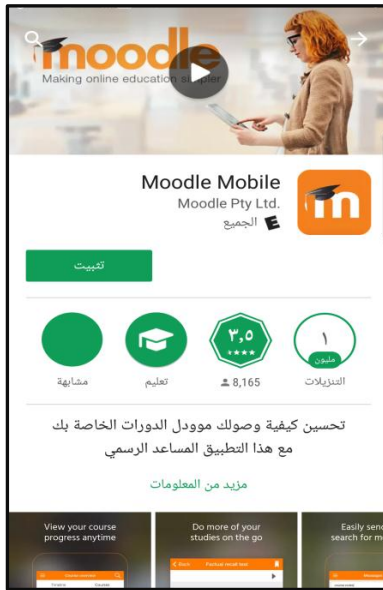 moodle
Making online education simpler
Moodle Mobile
Moodle Pty Ltd.
الجميع
تثبيت
١
مليون
التنزيلات
٣,٥
8,165
تعليم
مشابهة
تحسين كيفية وصولك موودل الدورات الخاصة بك
مع هذا التطبيق المساعد الرسمي
مزيد من المعلومات
View your course
progress anytime
Do more of your
studies on the go
Easily send
search for m